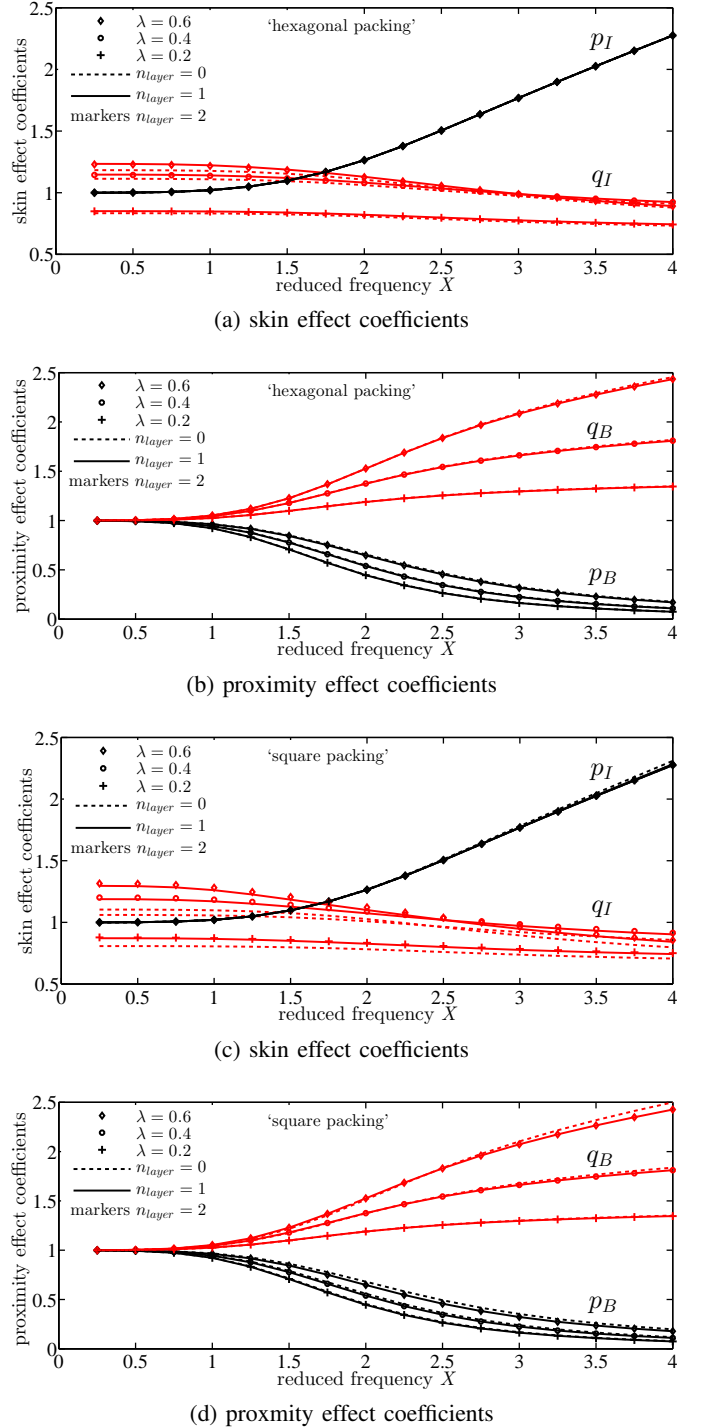 skin effect coefficients
2.5
2
1.5
1
0.5
0
0.5
1
1.5
2
2.5
3
3.5
4
λ = 0.6
λ = 0.4
λ = 0.2
n_layer = 0
n_layer = 1
markers n_layer = 2
'hexagonal packing'
p_I
q_I
reduced frequency X
(a) skin effect coefficients
proximity effect coefficients
2.5
2
1.5
1
0.5
0
0
0.5
1
1.5
2
2.5
3
3.5
4
λ = 0.6
λ = 0.4
λ = 0.2
n_layer = 0
n_layer = 1
markers n_layer = 2
'hexagonal packing'
q_B
p_B
reduced frequency X
(b) proximity effect coefficients
skin effect coefficients
2.5
2
1.5
1
0.5
0
0.5
1
1.5
2
2.5
3
3.5
4
λ = 0.6
λ = 0.4
λ = 0.2
n_layer = 0
n_layer = 1
markers n_layer = 2
'square packing'
p_I
q_I
reduced frequency X
(c) skin effect coefficients
proximity effect coefficients
2.5
2
1.5
1
0.5
0
0
0.5
1
1.5
2
2.5
3
3.5
4
λ = 0.6
λ = 0.4
λ = 0.2
n_layer = 0
n_layer = 1
markers n_layer = 2
'square packing'
q_B
p_B
reduced frequency X
(d) proxmity effect coefficients